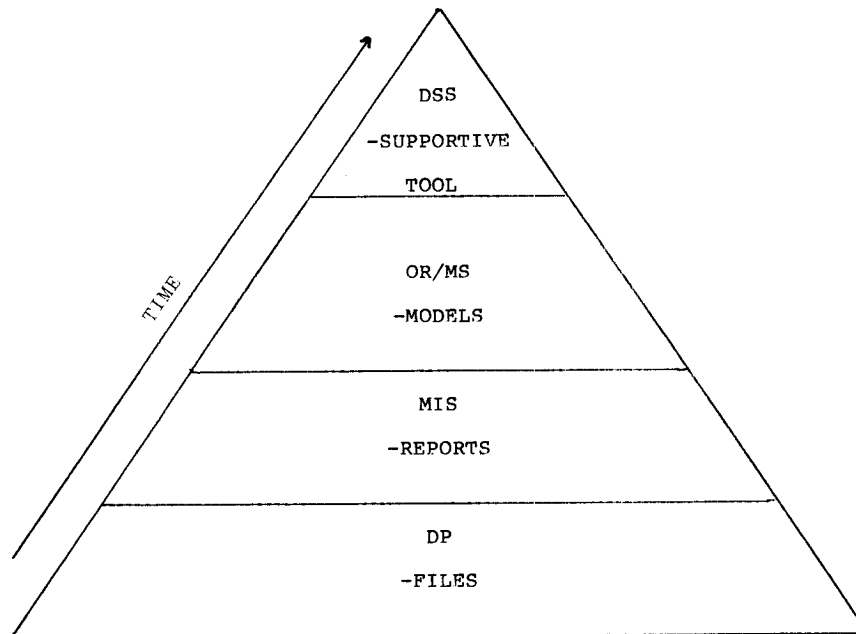 DSS
-SUPPORTIVE
TOOL
TIME
OR/MS
-MODELS
MIS
-REPORTS
DP
-FILES